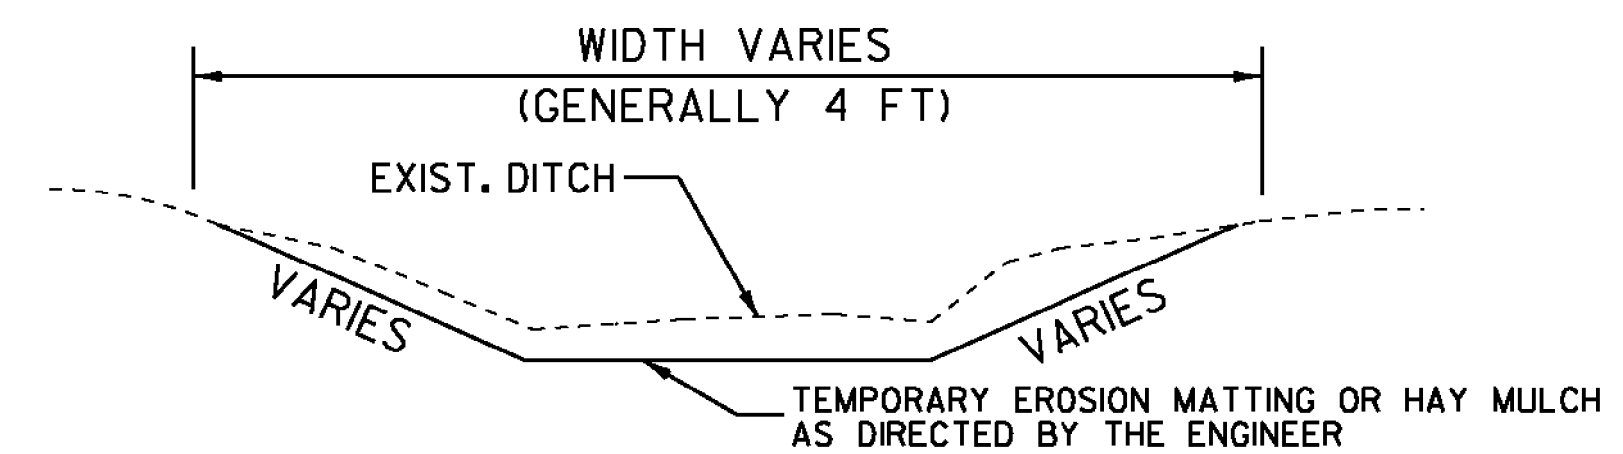 WIDTH VARIES
(GENERALLY 4 FT)
EXIST. DITCH
VARIES
VARIES
TEMPORARY EROSION MATTING OR HAY MULCH
AS DIRECTED BY THE ENGINEER